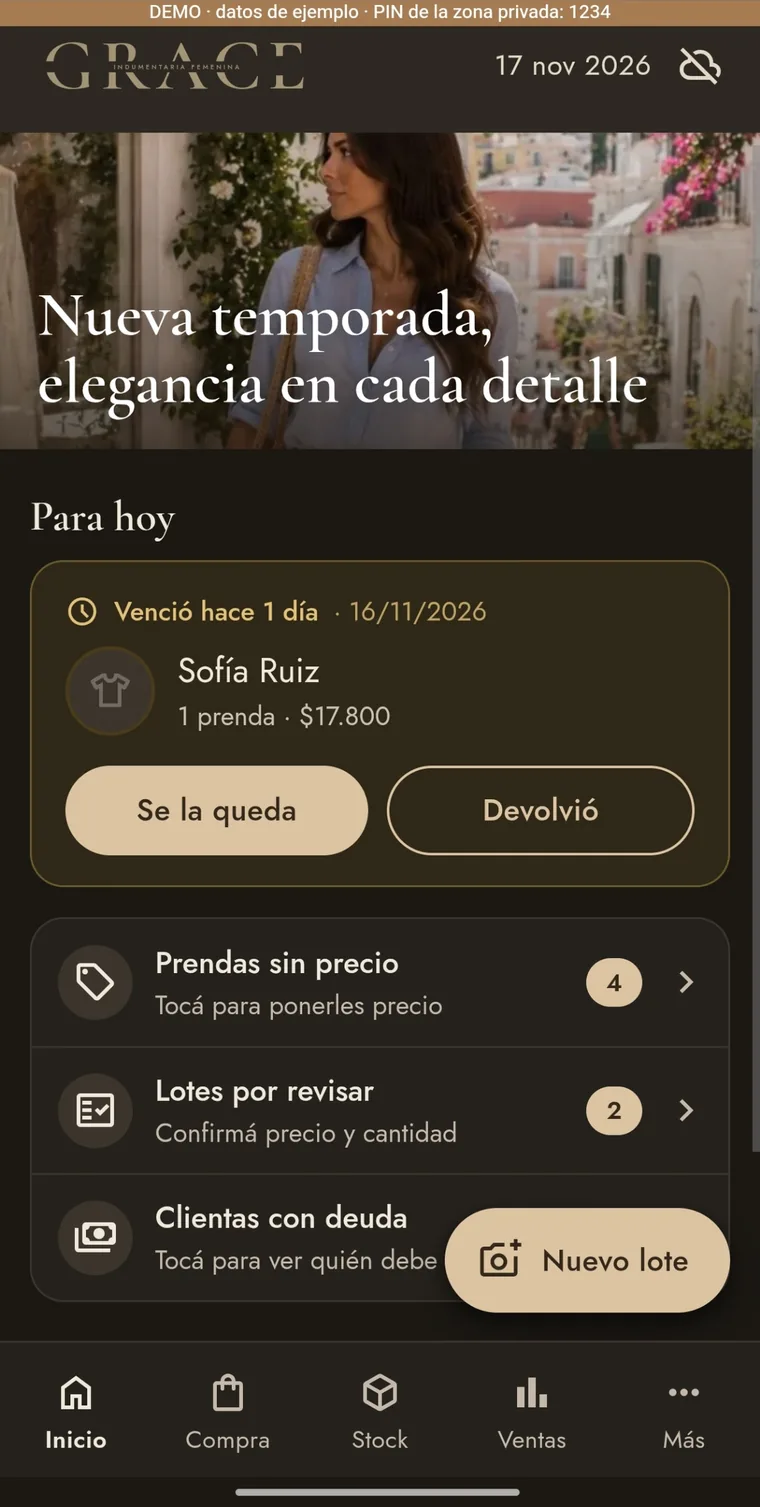 DEMO · datos de ejemplo · PIN de la zona privada: 1234
GRACE
INDUMENTARIA FEMENINA
17 nov 2026
Nueva temporada,
elegancia en cada detalle
Para hoy
Venció hace 1 día · 16/11/2026
Sofía Ruiz
1 prenda · $17.800
Se la queda
Devolvió
Prendas sin precio
Tocá para ponerles precio
4
Lotes por revisar
Confirmá precio y cantidad
2
Clientas con deuda
Tocá para ver quién debe
Nuevo lote
Inicio
Compra
Stock
Ventas
Más